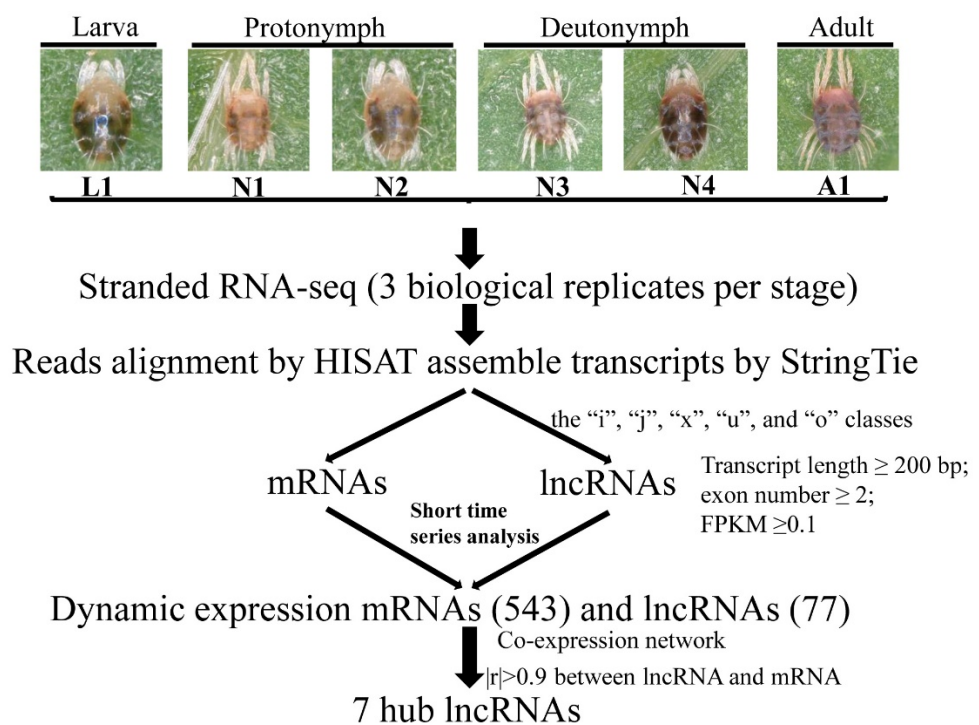 Larva Protonymph Deutonymph Adult
L1 N1 N2 N3 N4 A1
Stranded RNA-seq (3 biological replicates per stage)
Reads alignment by HISAT assemble transcripts by StringTie
the “i”, “j”, “x”, “u”, and “o” classes
mRNAs
lncRNAs
Transcript length ≥ 200 bp;
exon number ≥ 2;
FPKM ≥0.1
Short time
series analysis
Dynamic expression mRNAs (543) and lncRNAs (77)
Co-expression network
|r|>0.9 between lncRNA and mRNA
7 hub lncRNAs